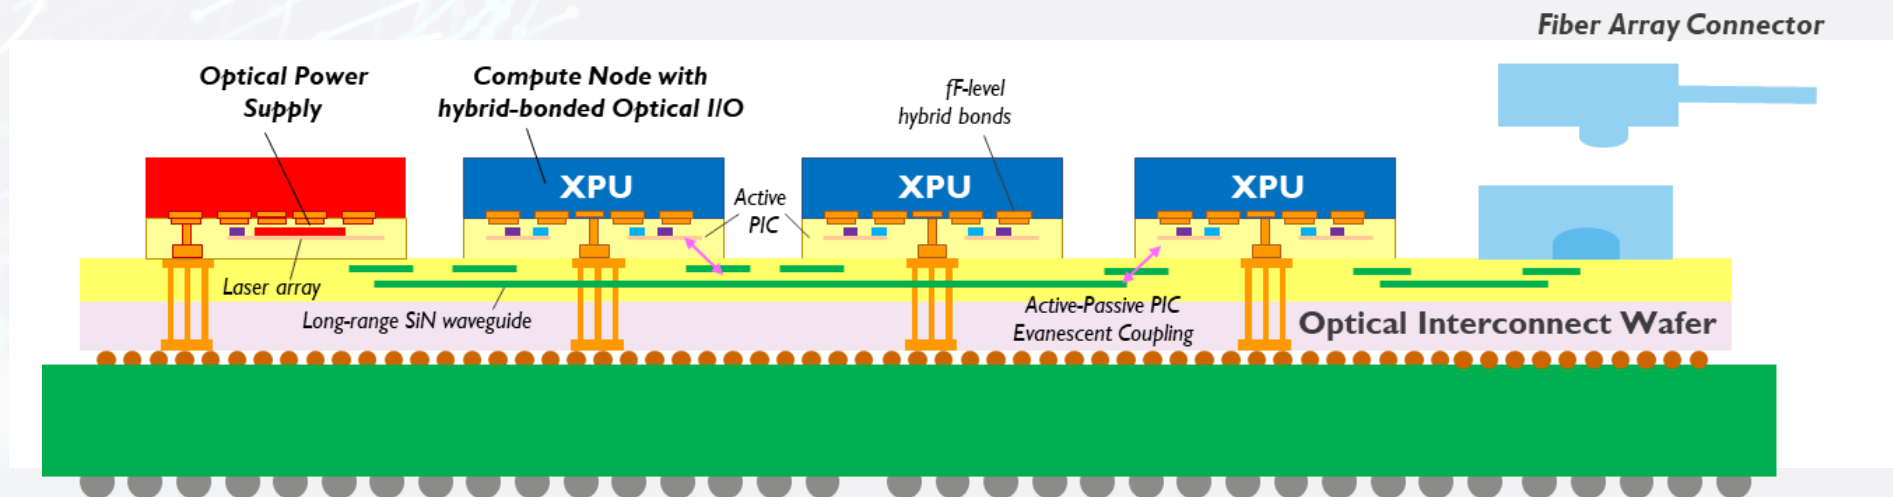 Fiber Array Connector
Optical Power
Supply
Compute Node with
hybrid-bonded Optical I/O
fF-level
hybrid bonds
XPU
XPU
XPU
Active
PIC
Laser array
Long-range SiN waveguide
Active-Passive PIC
Evanescent Coupling
Optical Interconnect Wafer